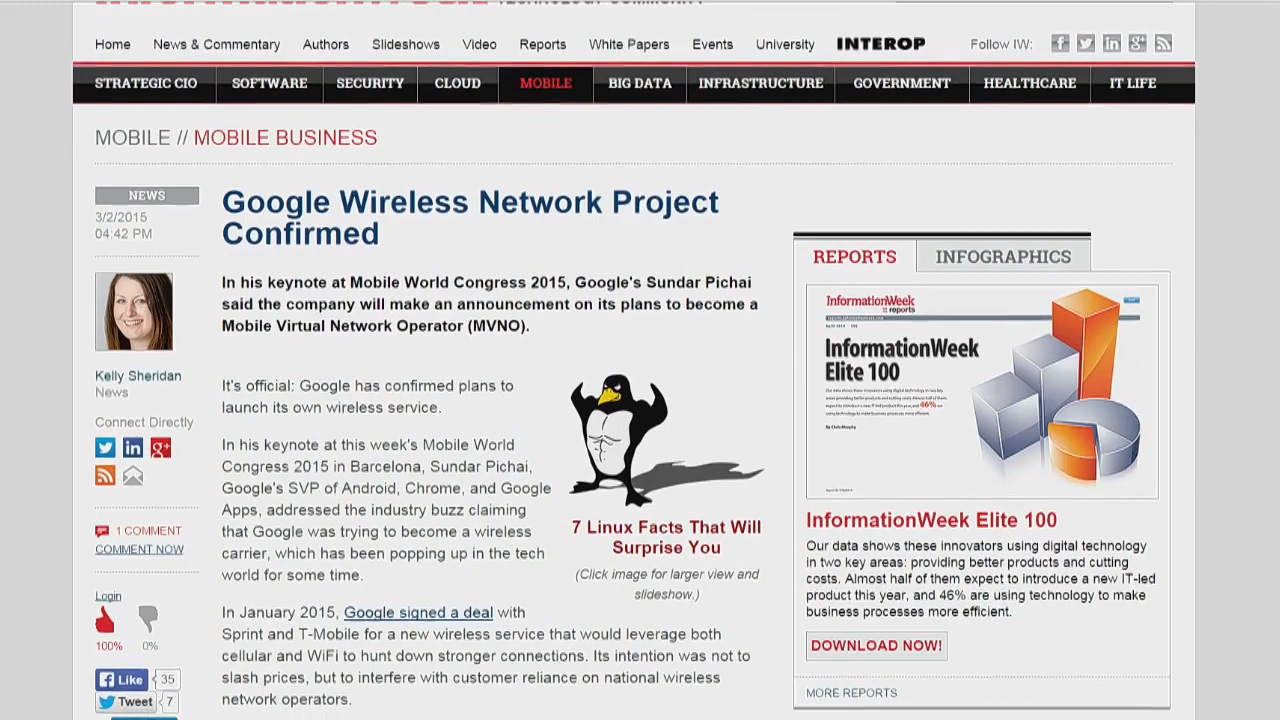 Home News & Commentary Authors Slideshows Video Reports White Papers Events University INTEROP Follow IW:
STRATEGIC CIO SOFTWARE SECURITY CLOUD MOBILE BIG DATA INFRASTRUCTURE GOVERNMENT HEALTHCARE IT LIFE
MOBILE // MOBILE BUSINESS
NEWS
3/2/2015
04:42 PM
Kelly Sheridan
News
Connect Directly
1 COMMENT
COMMENT NOW
Login
100% 0%
Like 35
Tweet 7
Google Wireless Network Project
Confirmed
In his keynote at Mobile World Congress 2015, Google's Sundar Pichai
said the company will make an announcement on its plans to become a
Mobile Virtual Network Operator (MVNO).
It's official: Google has confirmed plans to
launch its own wireless service.
In his keynote at this week's Mobile World
Congress 2015 in Barcelona, Sundar Pichai,
Google's SVP of Android, Chrome, and Google
Apps, addressed the industry buzz claiming
that Google was trying to become a wireless
carrier, which has been popping up in the tech
world for some time.
7 Linux Facts That Will
Surprise You
(Click image for larger view and
slideshow.)
In January 2015, Google signed a deal with
Sprint and T-Mobile for a new wireless service that would leverage both
cellular and WiFi to hunt down stronger connections. Its intention was not to
slash prices, but to interfere with customer reliance on national wireless
network operators.
REPORTS INFOGRAPHICS
InformationWeek
:: reports
InformationWeek
Elite 100
46%
By Chris Murphy
InformationWeek Elite 100
Our data shows these innovators using digital technology
in two key areas: providing better products and cutting
costs. Almost half of them expect to introduce a new IT-led
product this year, and 46% are using technology to make
business processes more efficient.
DOWNLOAD NOW!
MORE REPORTS